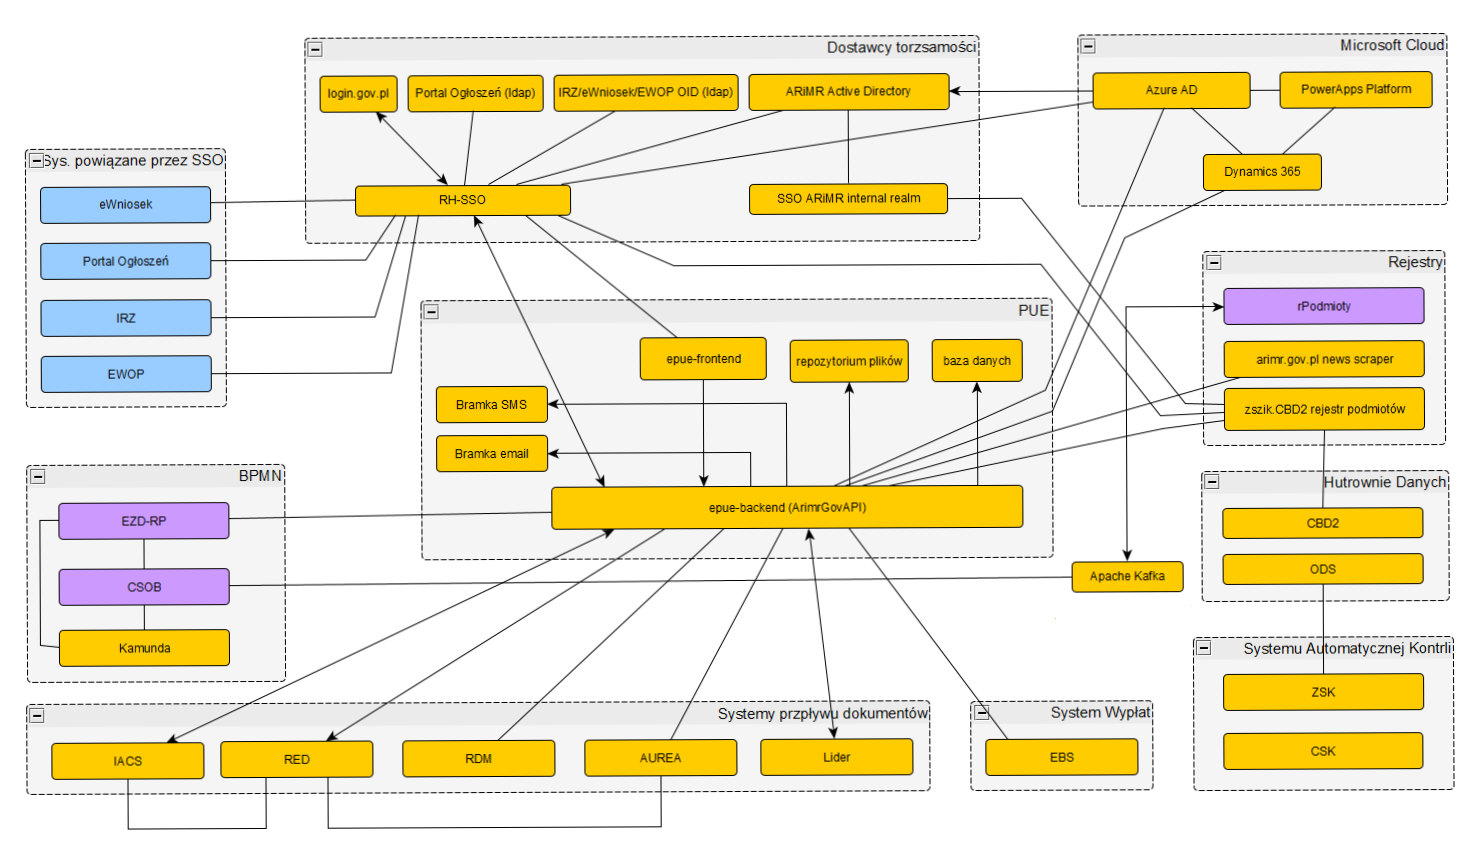 Dostawcy torzsamości
login.gov.pl
Portal Ogłoszeń (ldap)
IRZ/eWniosek/EWOP OID (ldap)
ARiMR Active Directory
RH-SSO
SSO ARiMR internal realm
Microsoft Cloud
Azure AD
PowerApps Platform
Dynamics 365
Sys. powiązane przez SSO
eWniosek
Portal Ogłoszeń
IRZ
EWOP
PUE
epue-frontend
repozytorium plików
baza danych
Bramka SMS
Bramka email
epue-backend (ArimrGovAPI)
Rejestry
rPodmioty
arimr.gov.pl news scraper
zszik.CBD2 rejestr podmiotów
BPMN
EZD-RP
CSOB
Kamunda
Apache Kafka
Hutrownie Danych
CBD2
ODS
Systemu Automatycznej Kontrli
ZSK
CSK
Systemy przpływu dokumentów
IACS
RED
RDM
AUREA
Lider
System Wypłat
EBS